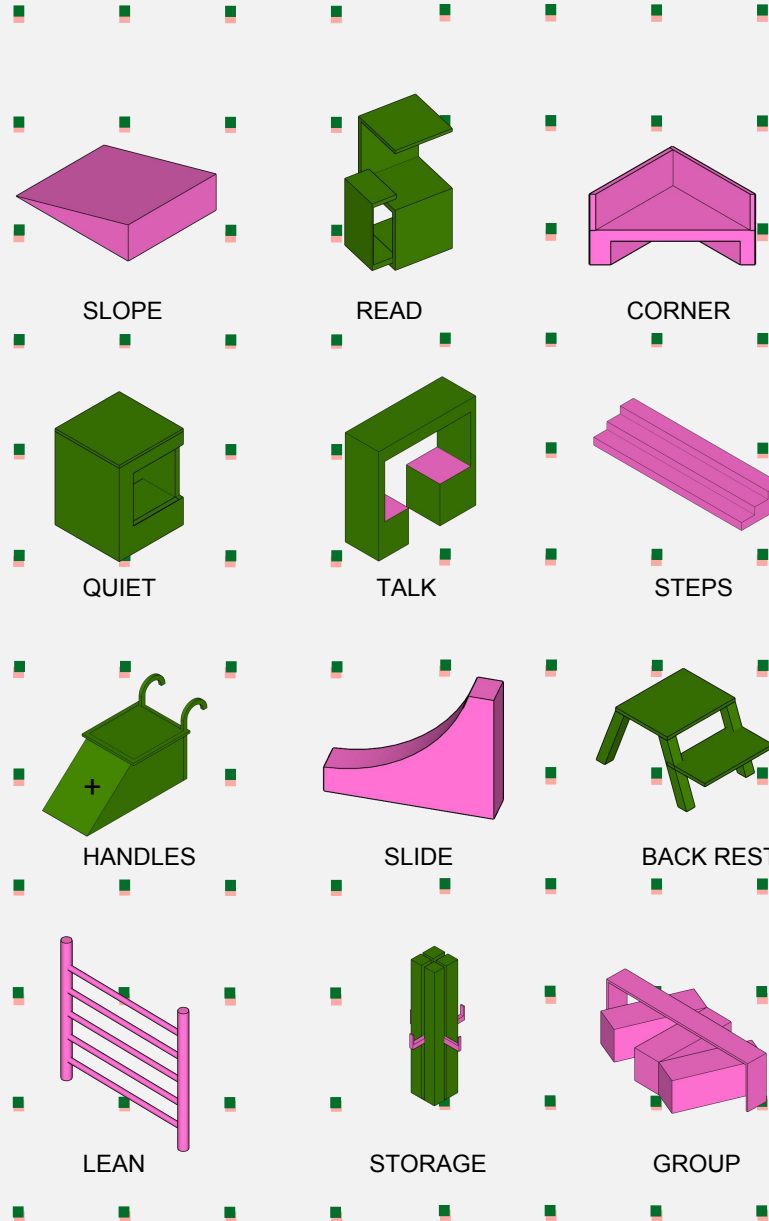 SLOPE
READ
CORNER
QUIET
TALK
STEPS
HANDLES
SLIDE
BACK REST
LEAN
STORAGE
GROUP